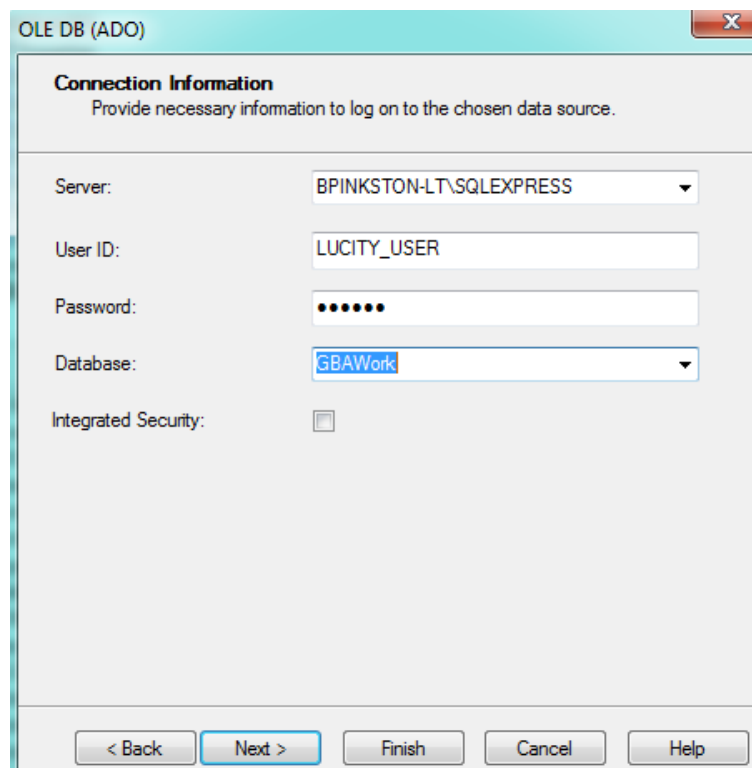 OLE DB (ADO)
X
Connection Information
Provide necessary information to log on to the chosen data source.
Server: BPINKSTON-LT\SQLEXPRESS
User ID: LUCITY_USER
Password: ••••••
Database: GBAWork
Integrated Security:
< Back Next > Finish Cancel Help